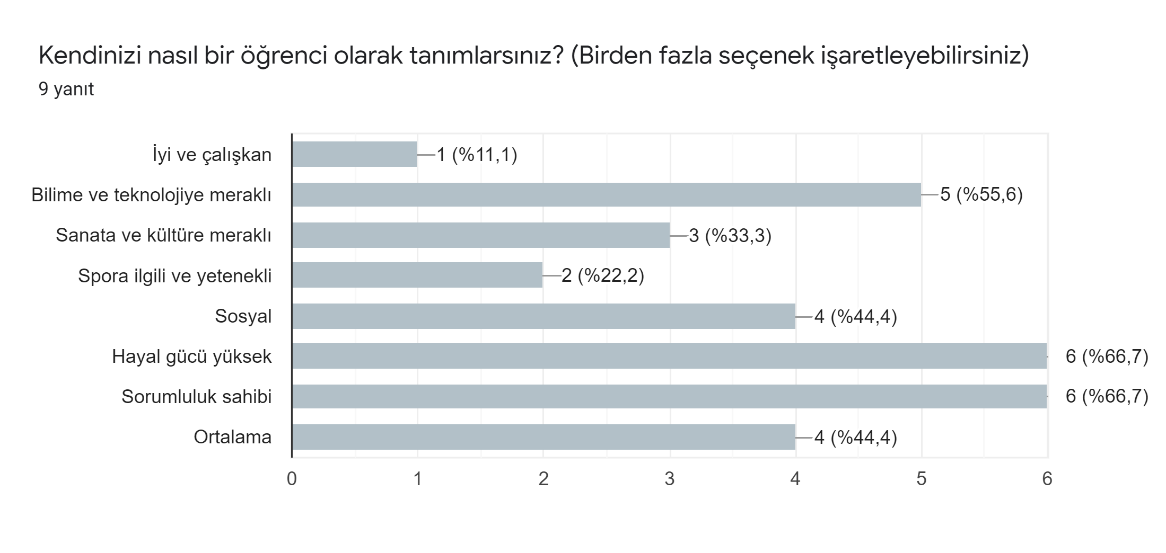 Kendinizi nasıl bir öğrenci olarak tanımlarsınız? (Birden fazla seçenek işaretleyebilirsiniz)
9 yanıt
İyi ve çalışkan 1 (%11,1)
Bilime ve teknolojiye meraklı 5 (%55,6)
Sanata ve kültüre meraklı 3 (%33,3)
Spora ilgili ve yetenekli 2 (%22,2)
Sosyal 4 (%44,4)
Hayal gücü yüksek 6 (%66,7)
Sorumluluk sahibi 6 (%66,7)
Ortalama 4 (%44,4)
0 1 2 3 4 5 6